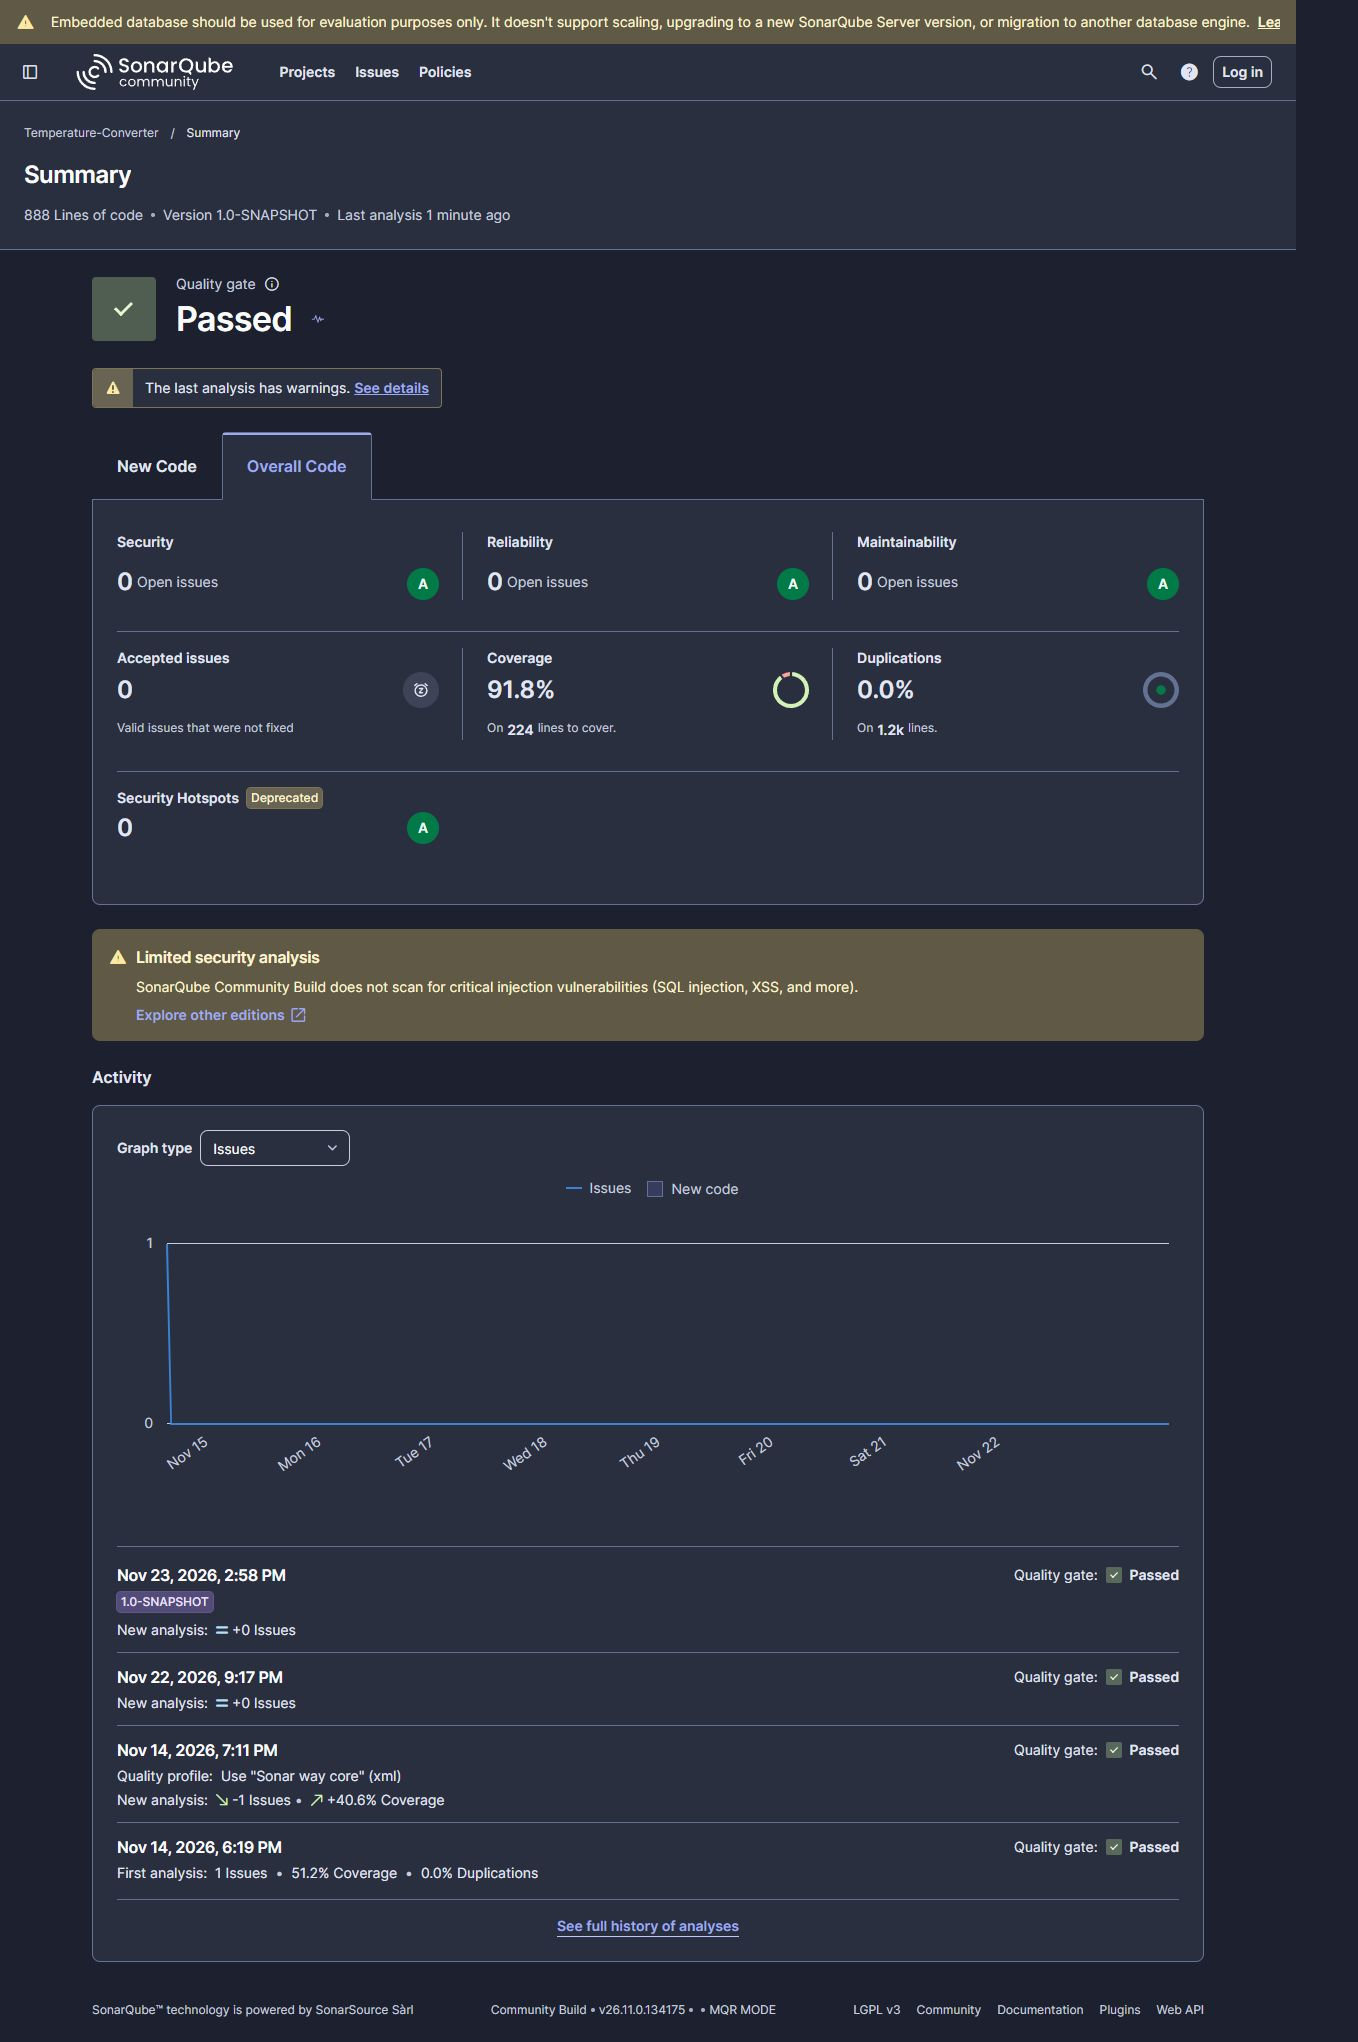 Embedded database should be used for evaluation purposes only. It doesn't support scaling, upgrading to a new SonarQube Server version, or migration to another database engine. Lea
SonarQube community
Projects Issues Policies
? Log in
Temperature-Converter / Summary
Summary
888 Lines of code • Version 1.0-SNAPSHOT • Last analysis 1 minute ago
Quality gate
Passed
The last analysis has warnings. See details
New Code Overall Code
Security Reliability Maintainability
0 Open issues A 0 Open issues A 0 Open issues A
Accepted issues Coverage Duplications
0 91.8% 0.0%
Valid issues that were not fixed On 224 lines to cover. On 1.2k lines.
Security Hotspots Deprecated
0 A
Limited security analysis
SonarQube Community Build does not scan for critical injection vulnerabilities (SQL injection, XSS, and more).
Explore other editions
Activity
Graph type Issues
Issues New code
1
0
Nov 15 Mon 16 Tue 17 Wed 18 Thu 19 Fri 20 Sat 21 Nov 22
Nov 23, 2026, 2:58 PM Quality gate: Passed
1.0-SNAPSHOT
New analysis: +0 Issues
Nov 22, 2026, 9:17 PM Quality gate: Passed
New analysis: +0 Issues
Nov 14, 2026, 7:11 PM Quality gate: Passed
Quality profile: Use "Sonar way core" (xml)
New analysis: -1 Issues • +40.6% Coverage
Nov 14, 2026, 6:19 PM Quality gate: Passed
First analysis: 1 Issues • 51.2% Coverage • 0.0% Duplications
See full history of analyses
SonarQube™ technology is powered by SonarSource Sàrl Community Build • v26.11.0.134175 • • MQR MODE LGPL v3 Community Documentation Plugins Web API